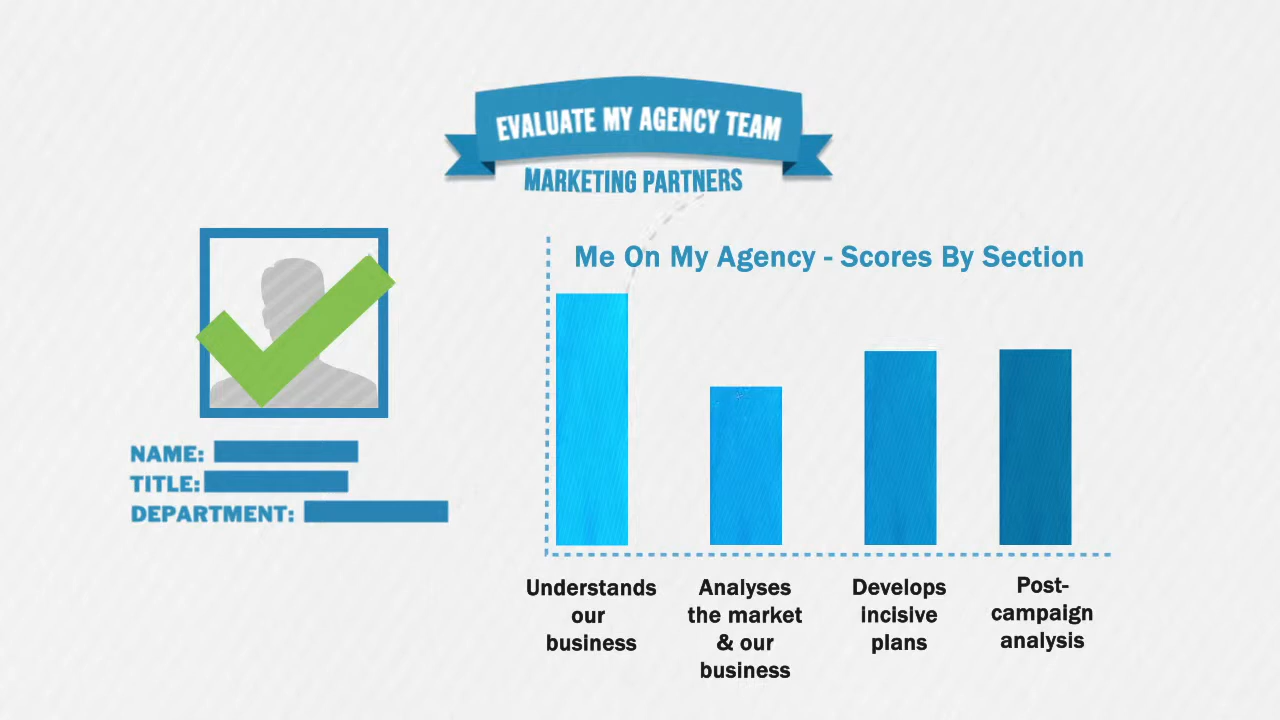 EVALUATE MY AGENCY TEAM
MARKETING PARTNERS
Me On My Agency - Scores By Section
NAME:
TITLE:
DEPARTMENT:
Understands
our
business
Analyses
the market
& our
business
Develops
incisive
plans
Post-
campaign
analysis